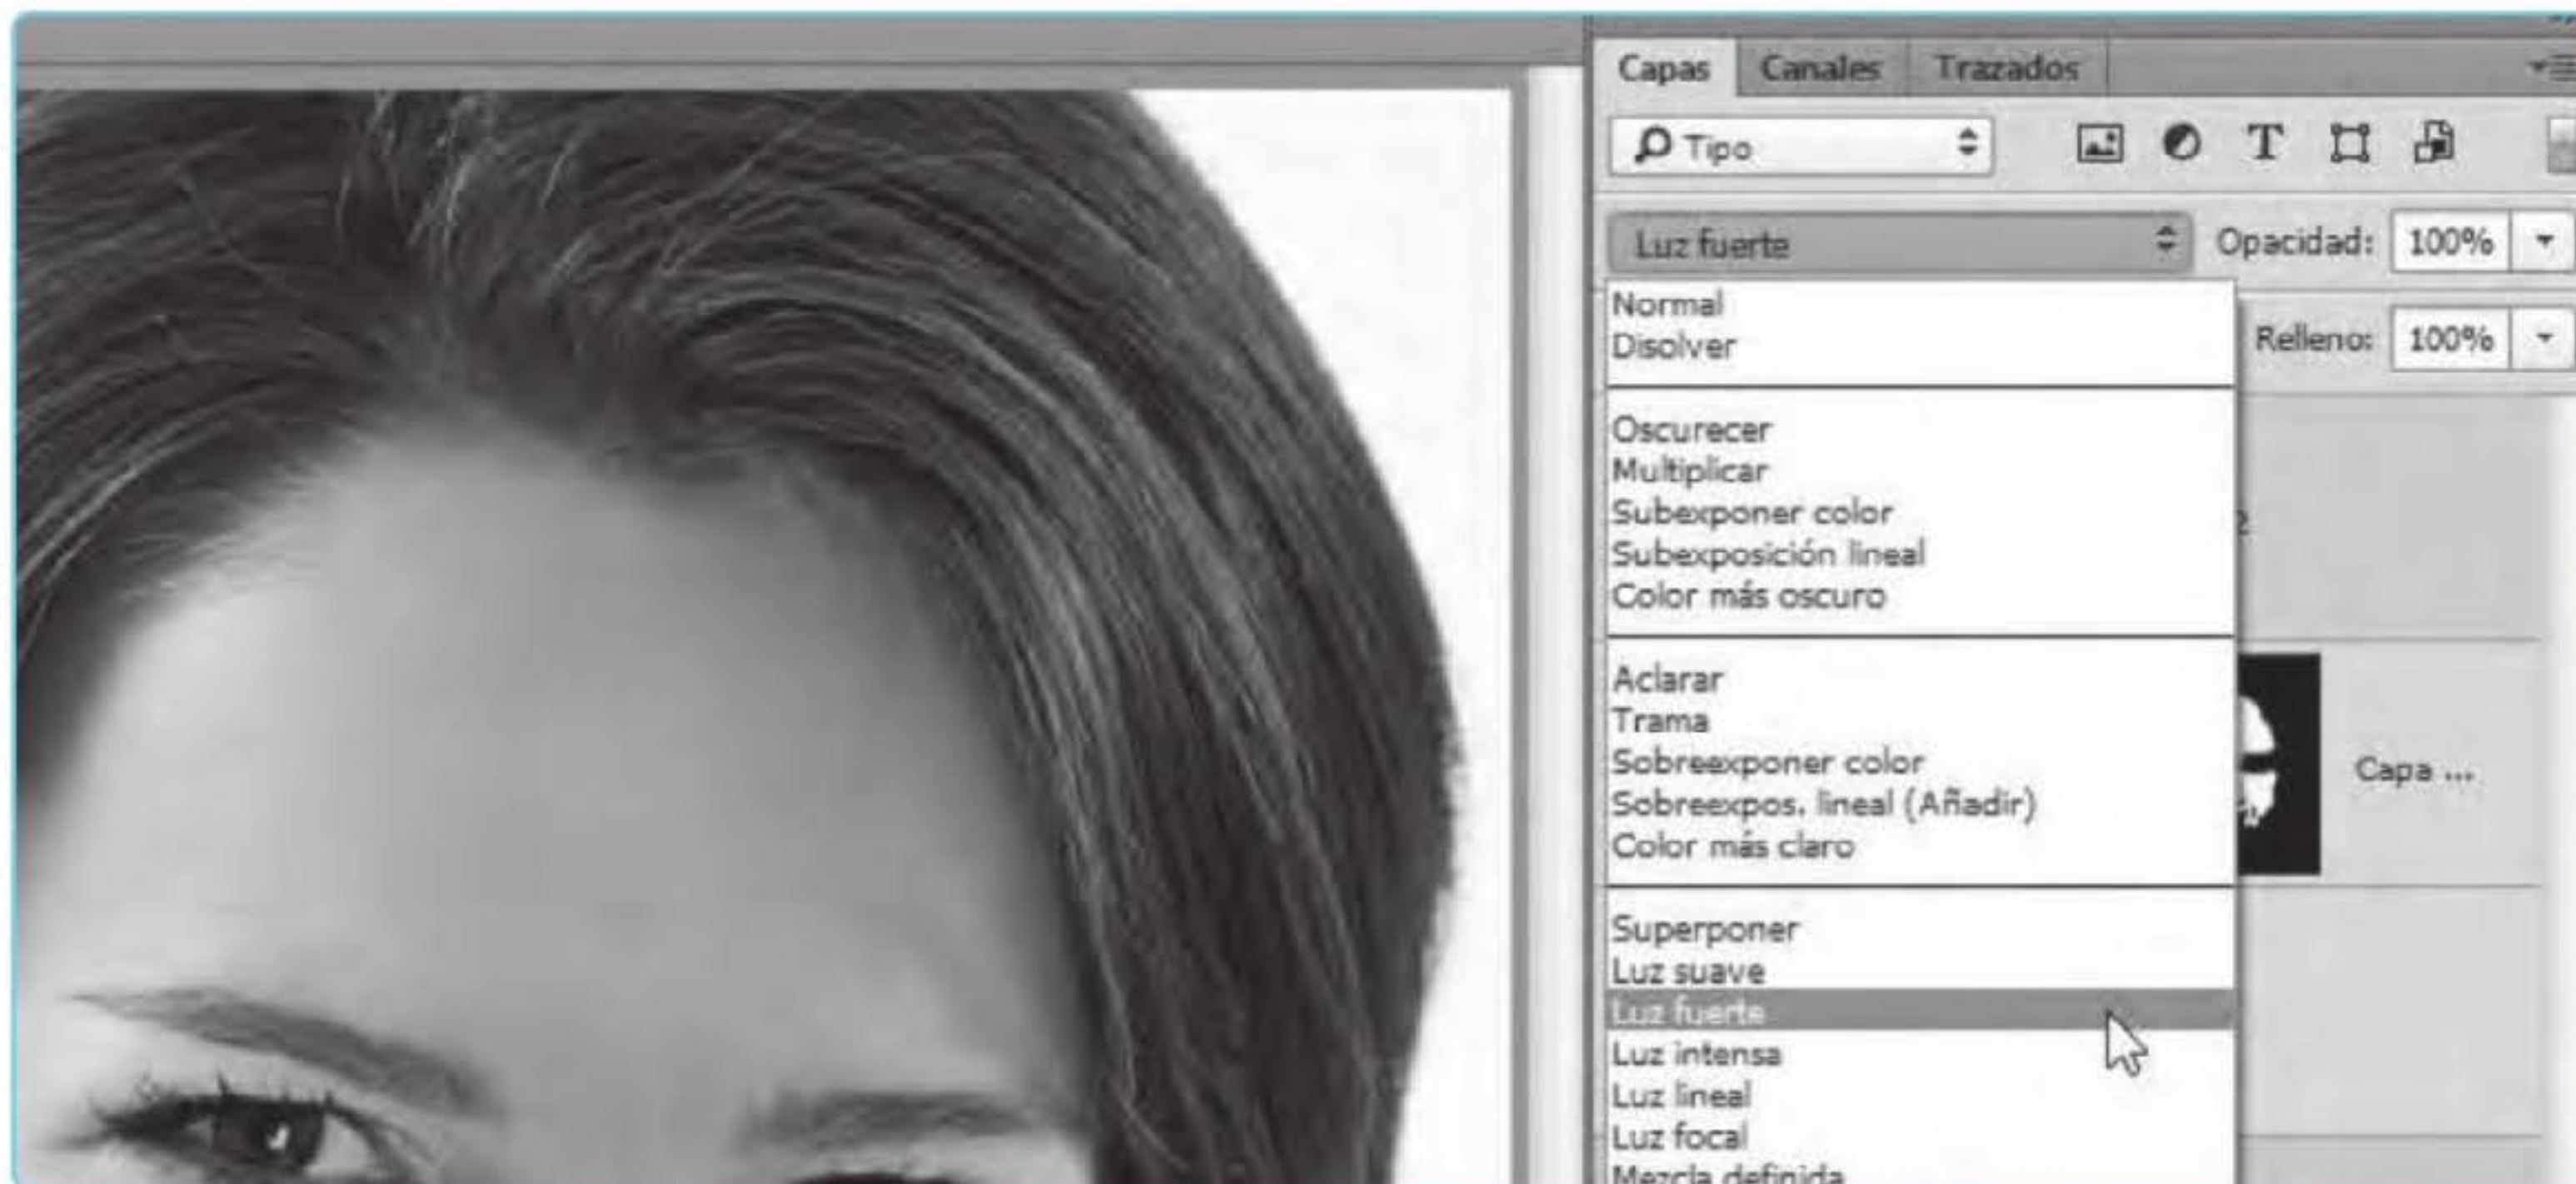 Capas Canales Trazados
Tipo
Luz fuerte Opacidad: 100%
Normal
Relleno: 100%
Disolver
Oscurecer
Multiplicar
Subexponer color
Subexposición lineal
Color más oscuro
Aclarar
Trama
Sobreexponer color
Capa ...
Sobreexpos. lineal (Añadir)
Color más claro
Superponer
Luz suave
Luz fuerte
Luz intensa
Luz lineal
Luz focal
Mezcla definida